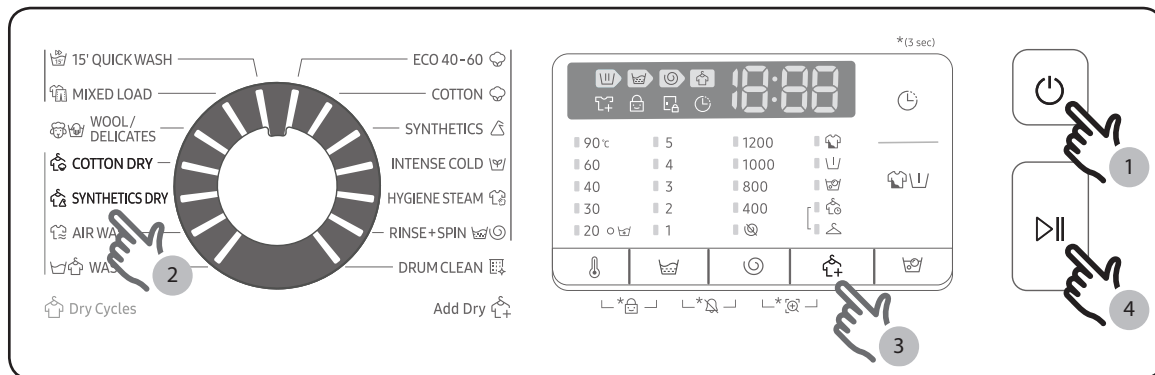 *(3 sec)
15' QUICK WASH
ECO 40-60
MIXED LOAD
COTTON
WOOL /
DELICATES
SYNTHETICS
COTTON DRY
INTENSE COLD
SYNTHETICS DRY
HYGIENE STEAM
AIR WA
RINSE+SPIN
WAS
DRUM CLEAN
Dry Cycles
Add Dry
18:88
90℃ 5 1200
60 4 1000
40 3 800
30 2 400
20 1
* * *
1
2
3
4